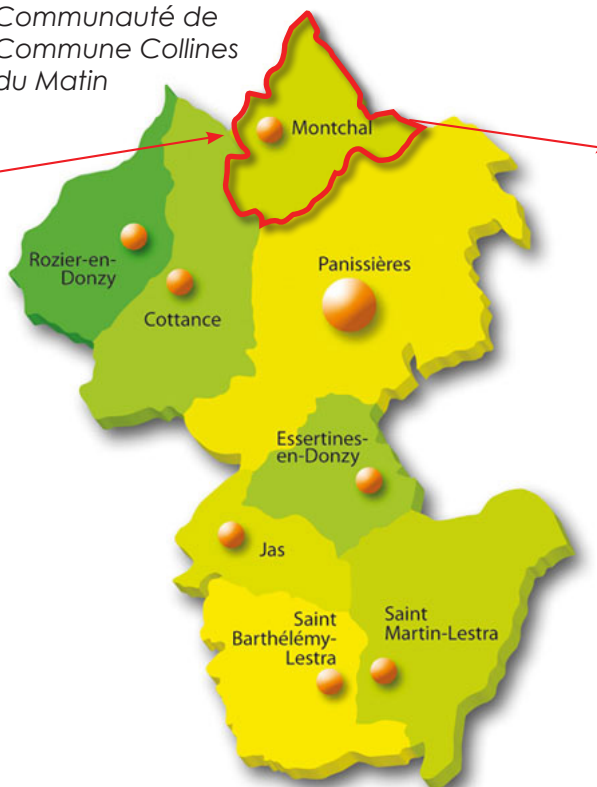 Communauté de
Commune Collines
du Matin
Montchal
Rozier-en-
Donzy
Panissières
Cottance
Essertines-
en-Donzy
Jas
Saint
Barthélémy-
Lestra
Saint
Martin-Lestra